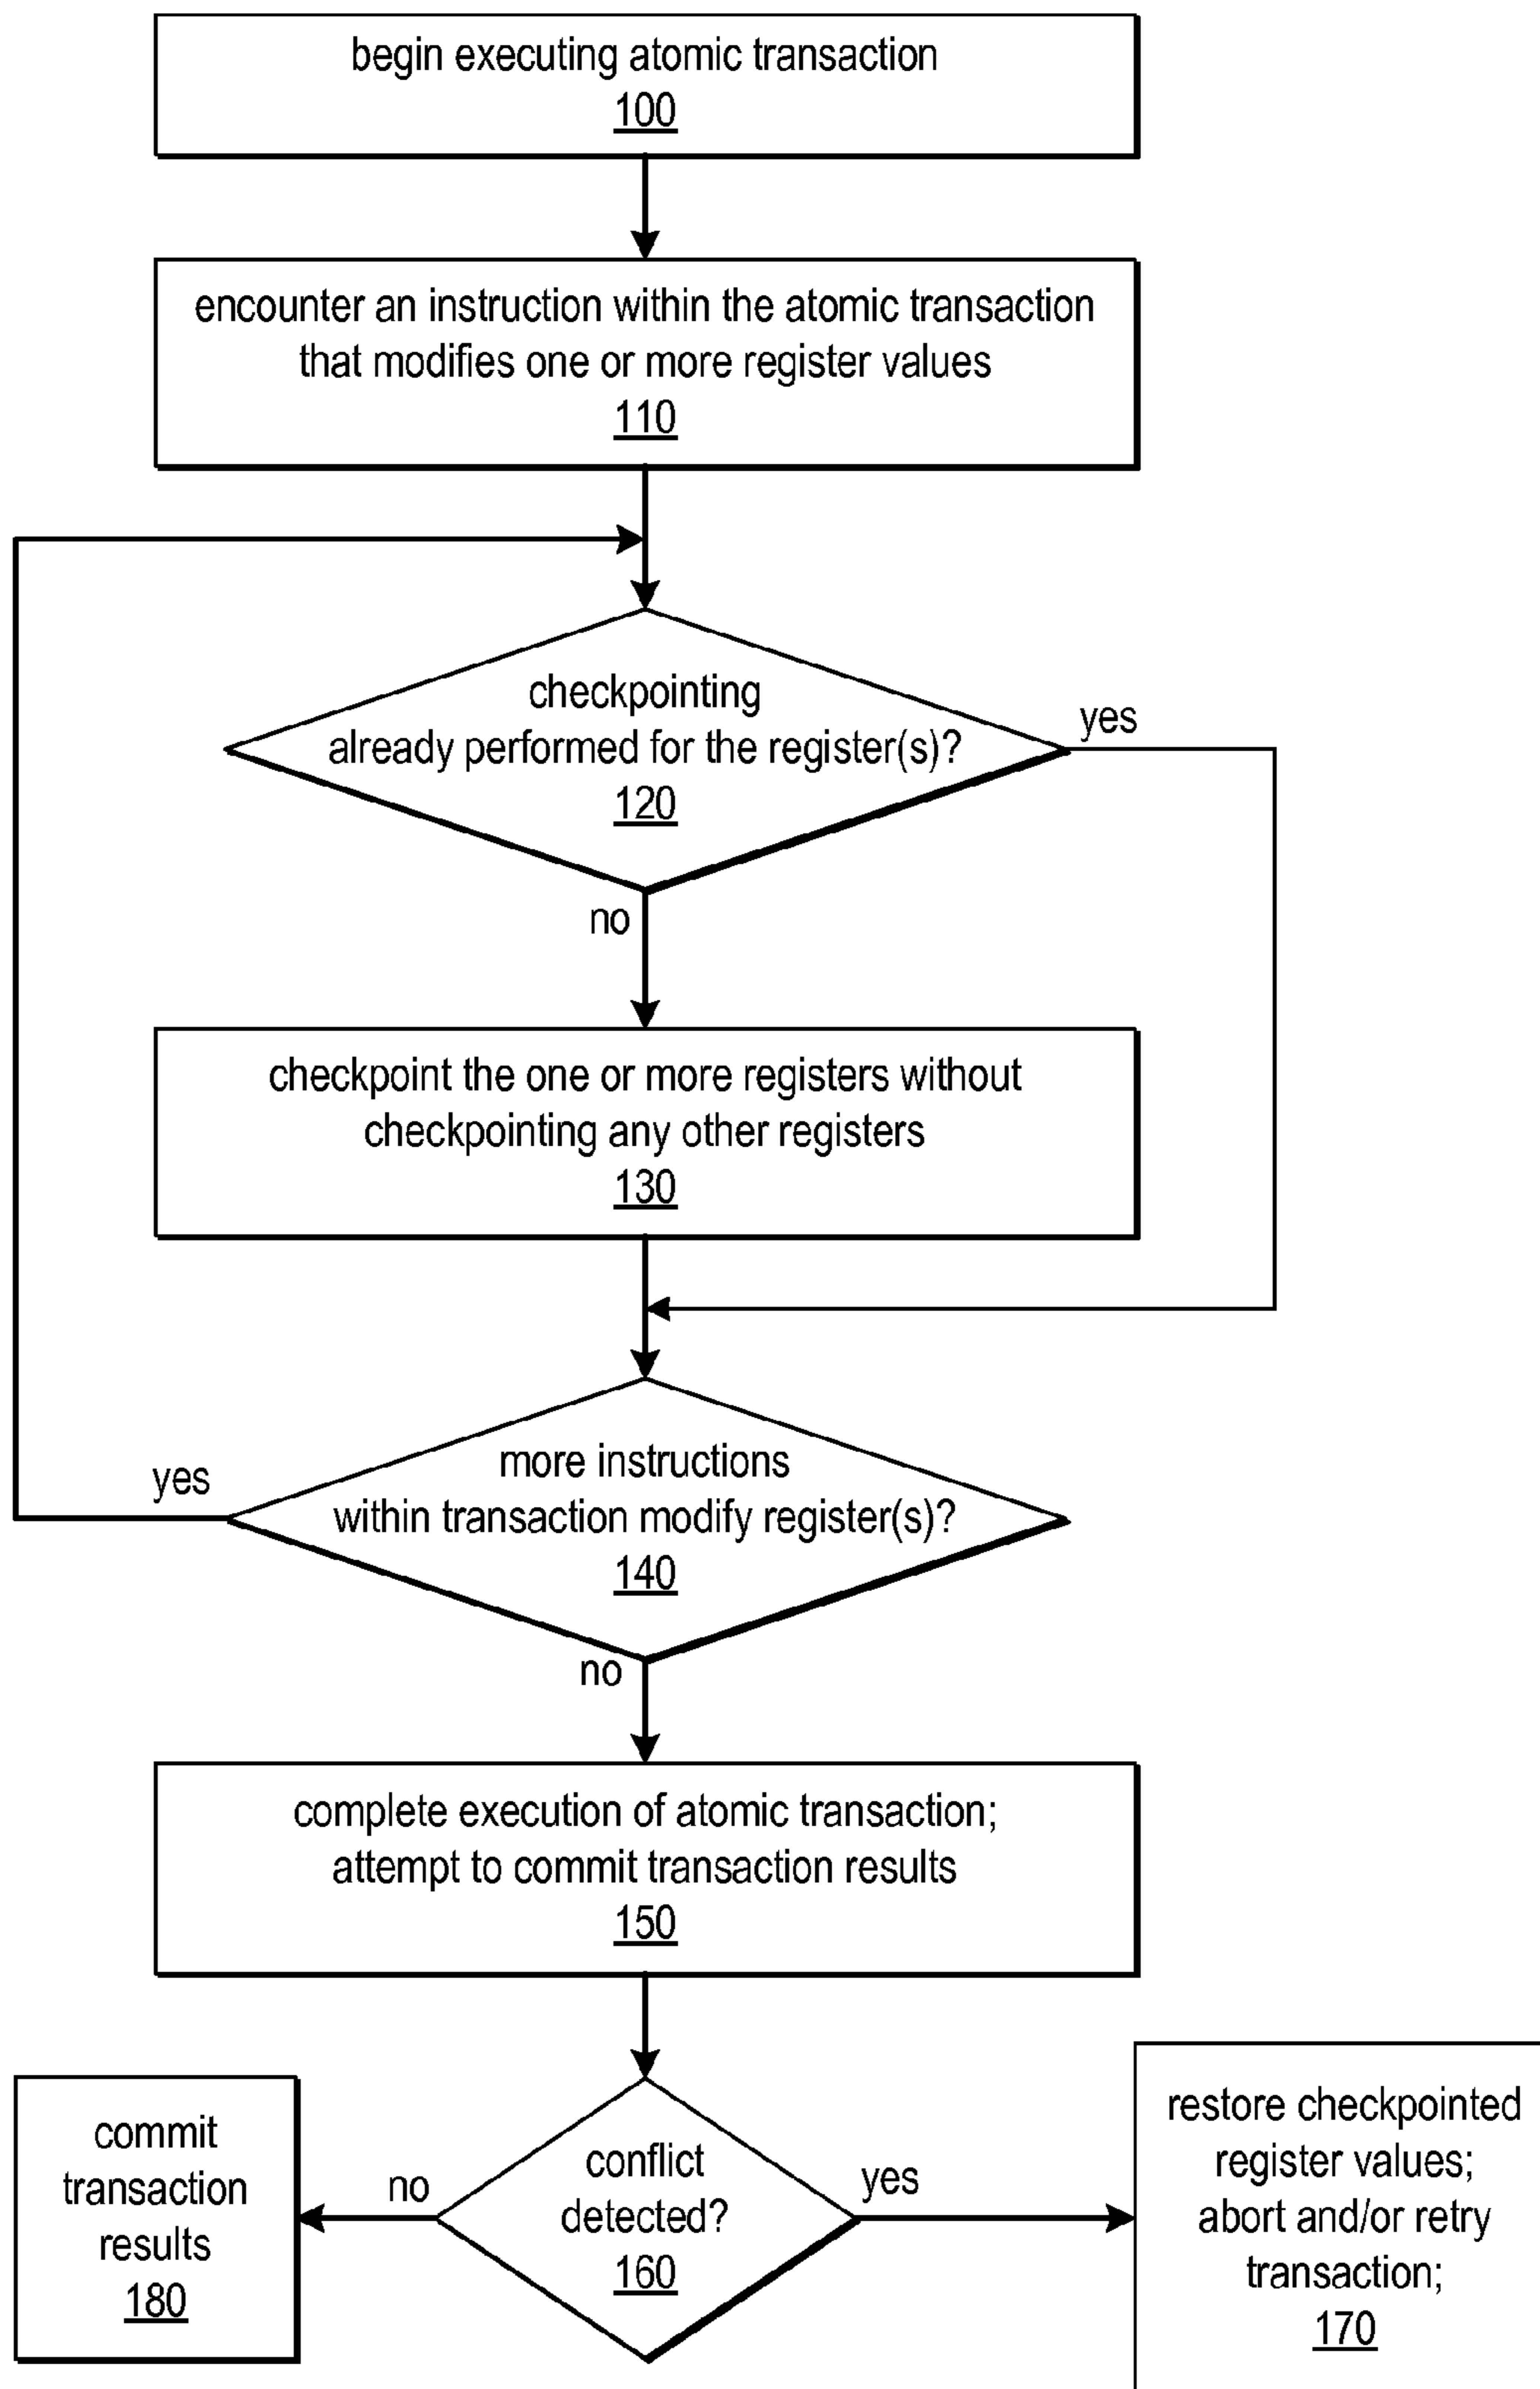 begin executing atomic transaction
100
encounter an instruction within the atomic transaction
that modifies one or more register values
110
checkpointing
already performed for the register(s)?
120
yes
no
checkpoint the one or more registers without
checkpointing any other registers
130
more instructions
within transaction modify register(s)?
140
yes
no
complete execution of atomic transaction;
attempt to commit transaction results
150
commit
transaction
results
180
no
conflict
detected?
160
yes
restore checkpointed
register values;
abort and/or retry
transaction;
170